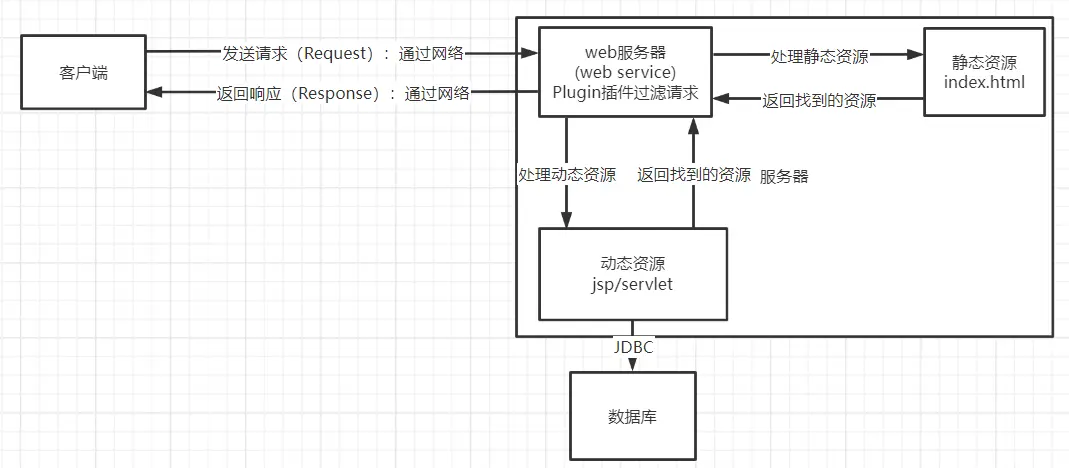 客户端
发送请求（Request）：通过网络
返回响应（Response）：通过网络
web服务器
(web service)
Plugin插件过滤请求
处理静态资源
返回找到的资源
静态资源
index.html
处理动态资源
返回找到的资源
服务器
动态资源
jsp/servlet
JDBC
数据库